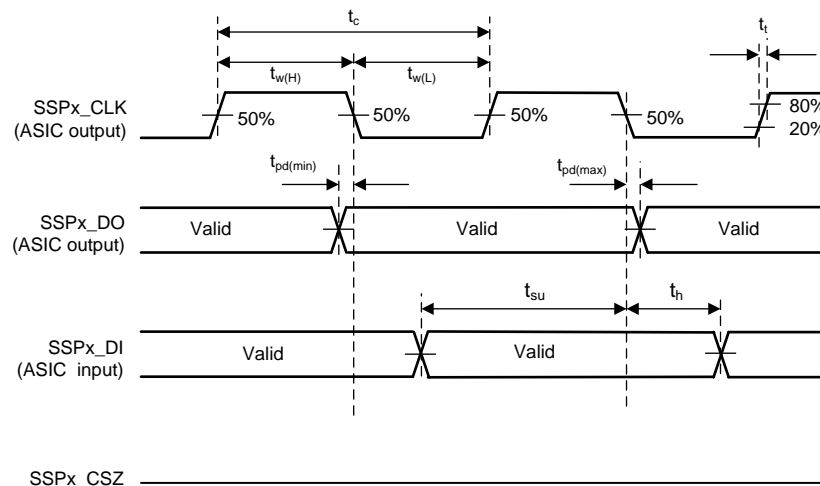 tc
tt
tw(H)
tw(L)
SSPx_CLK
(ASIC output)
50%
50%
50%
50%
80%
20%
tpd(min)
tpd(max)
SSPx_DO
(ASIC output)
Valid
Valid
Valid
tsu
th
SSPx_DI
(ASIC input)
Valid
Valid
SSPx_CSZ